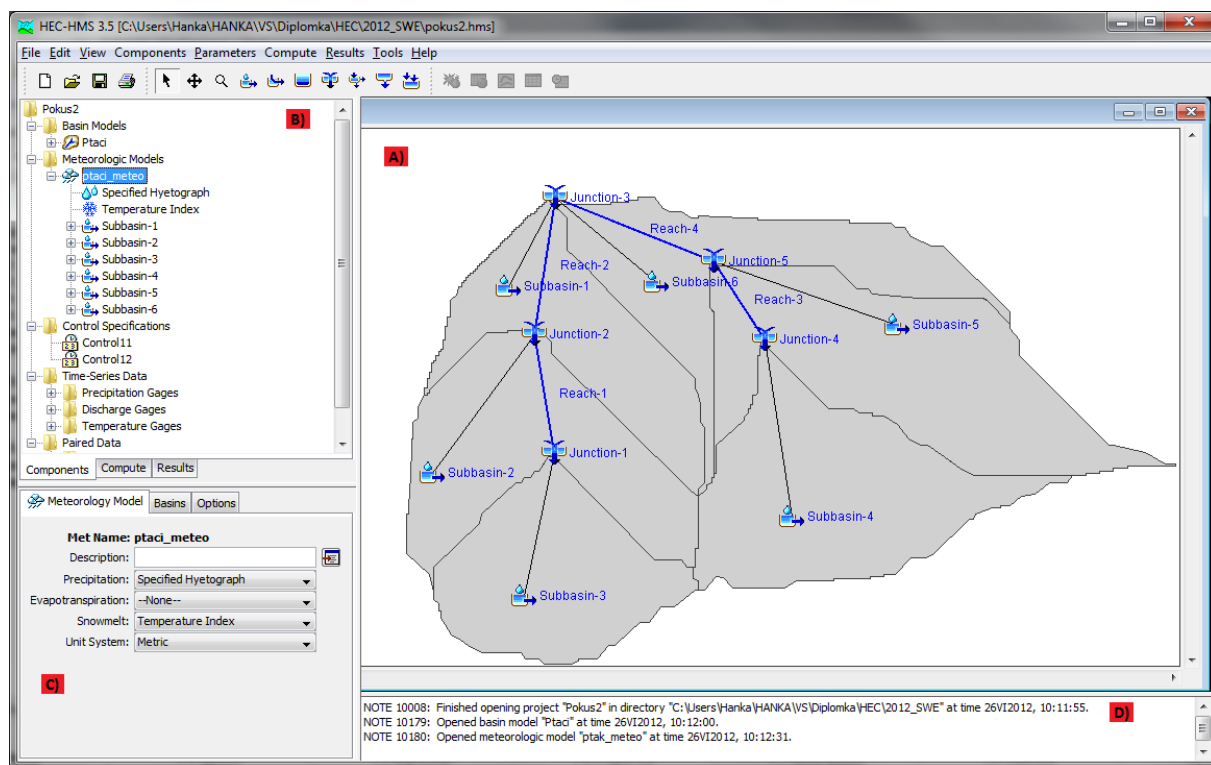 HEC-HMS 3.5 [C:\Users\Hanka\HANKA\VS\Diplomka\HEC\2012_SWE\pokus2.hms]
File Edit View Components Parameters Compute Results Tools Help
Pokus2
B)
Basin Models
Ptaci
Meteorologic Models
ptaci_meteo
Specified Hyetograph
Temperature Index
Subbasin-1
Subbasin-2
Subbasin-3
Subbasin-4
Subbasin-5
Subbasin-6
Control Specifications
Control11
Control12
Time-Series Data
Precipitation Gages
Discharge Gages
Temperature Gages
Paired Data
Components Compute Results
Meteorology Model Basins Options
Met Name: ptaci_meteo
Description:
Precipitation: Specified Hyetograph
Evapotranspiration: --None--
Snowmelt: Temperature Index
Unit System: Metric
C)
A)
Junction-3
Reach-4
Junction-5
Reach-2
Subbasin-1
Subbasin-6
Reach-3
Subbasin-5
Junction-2
Junction-4
Reach-1
Junction-1
Subbasin-2
Subbasin-4
Subbasin-3
NOTE 10008: Finished opening project "Pokus2" in directory "C:\Users\Hanka\HANKA\VS\Diplomka\HEC\2012_SWE" at time 26VI2012, 10:11:55.
NOTE 10179: Opened basin model "Ptaci" at time 26VI2012, 10:12:00.
NOTE 10180: Opened meteorologic model "ptak_meteo" at time 26VI2012, 10:12:31.
D)